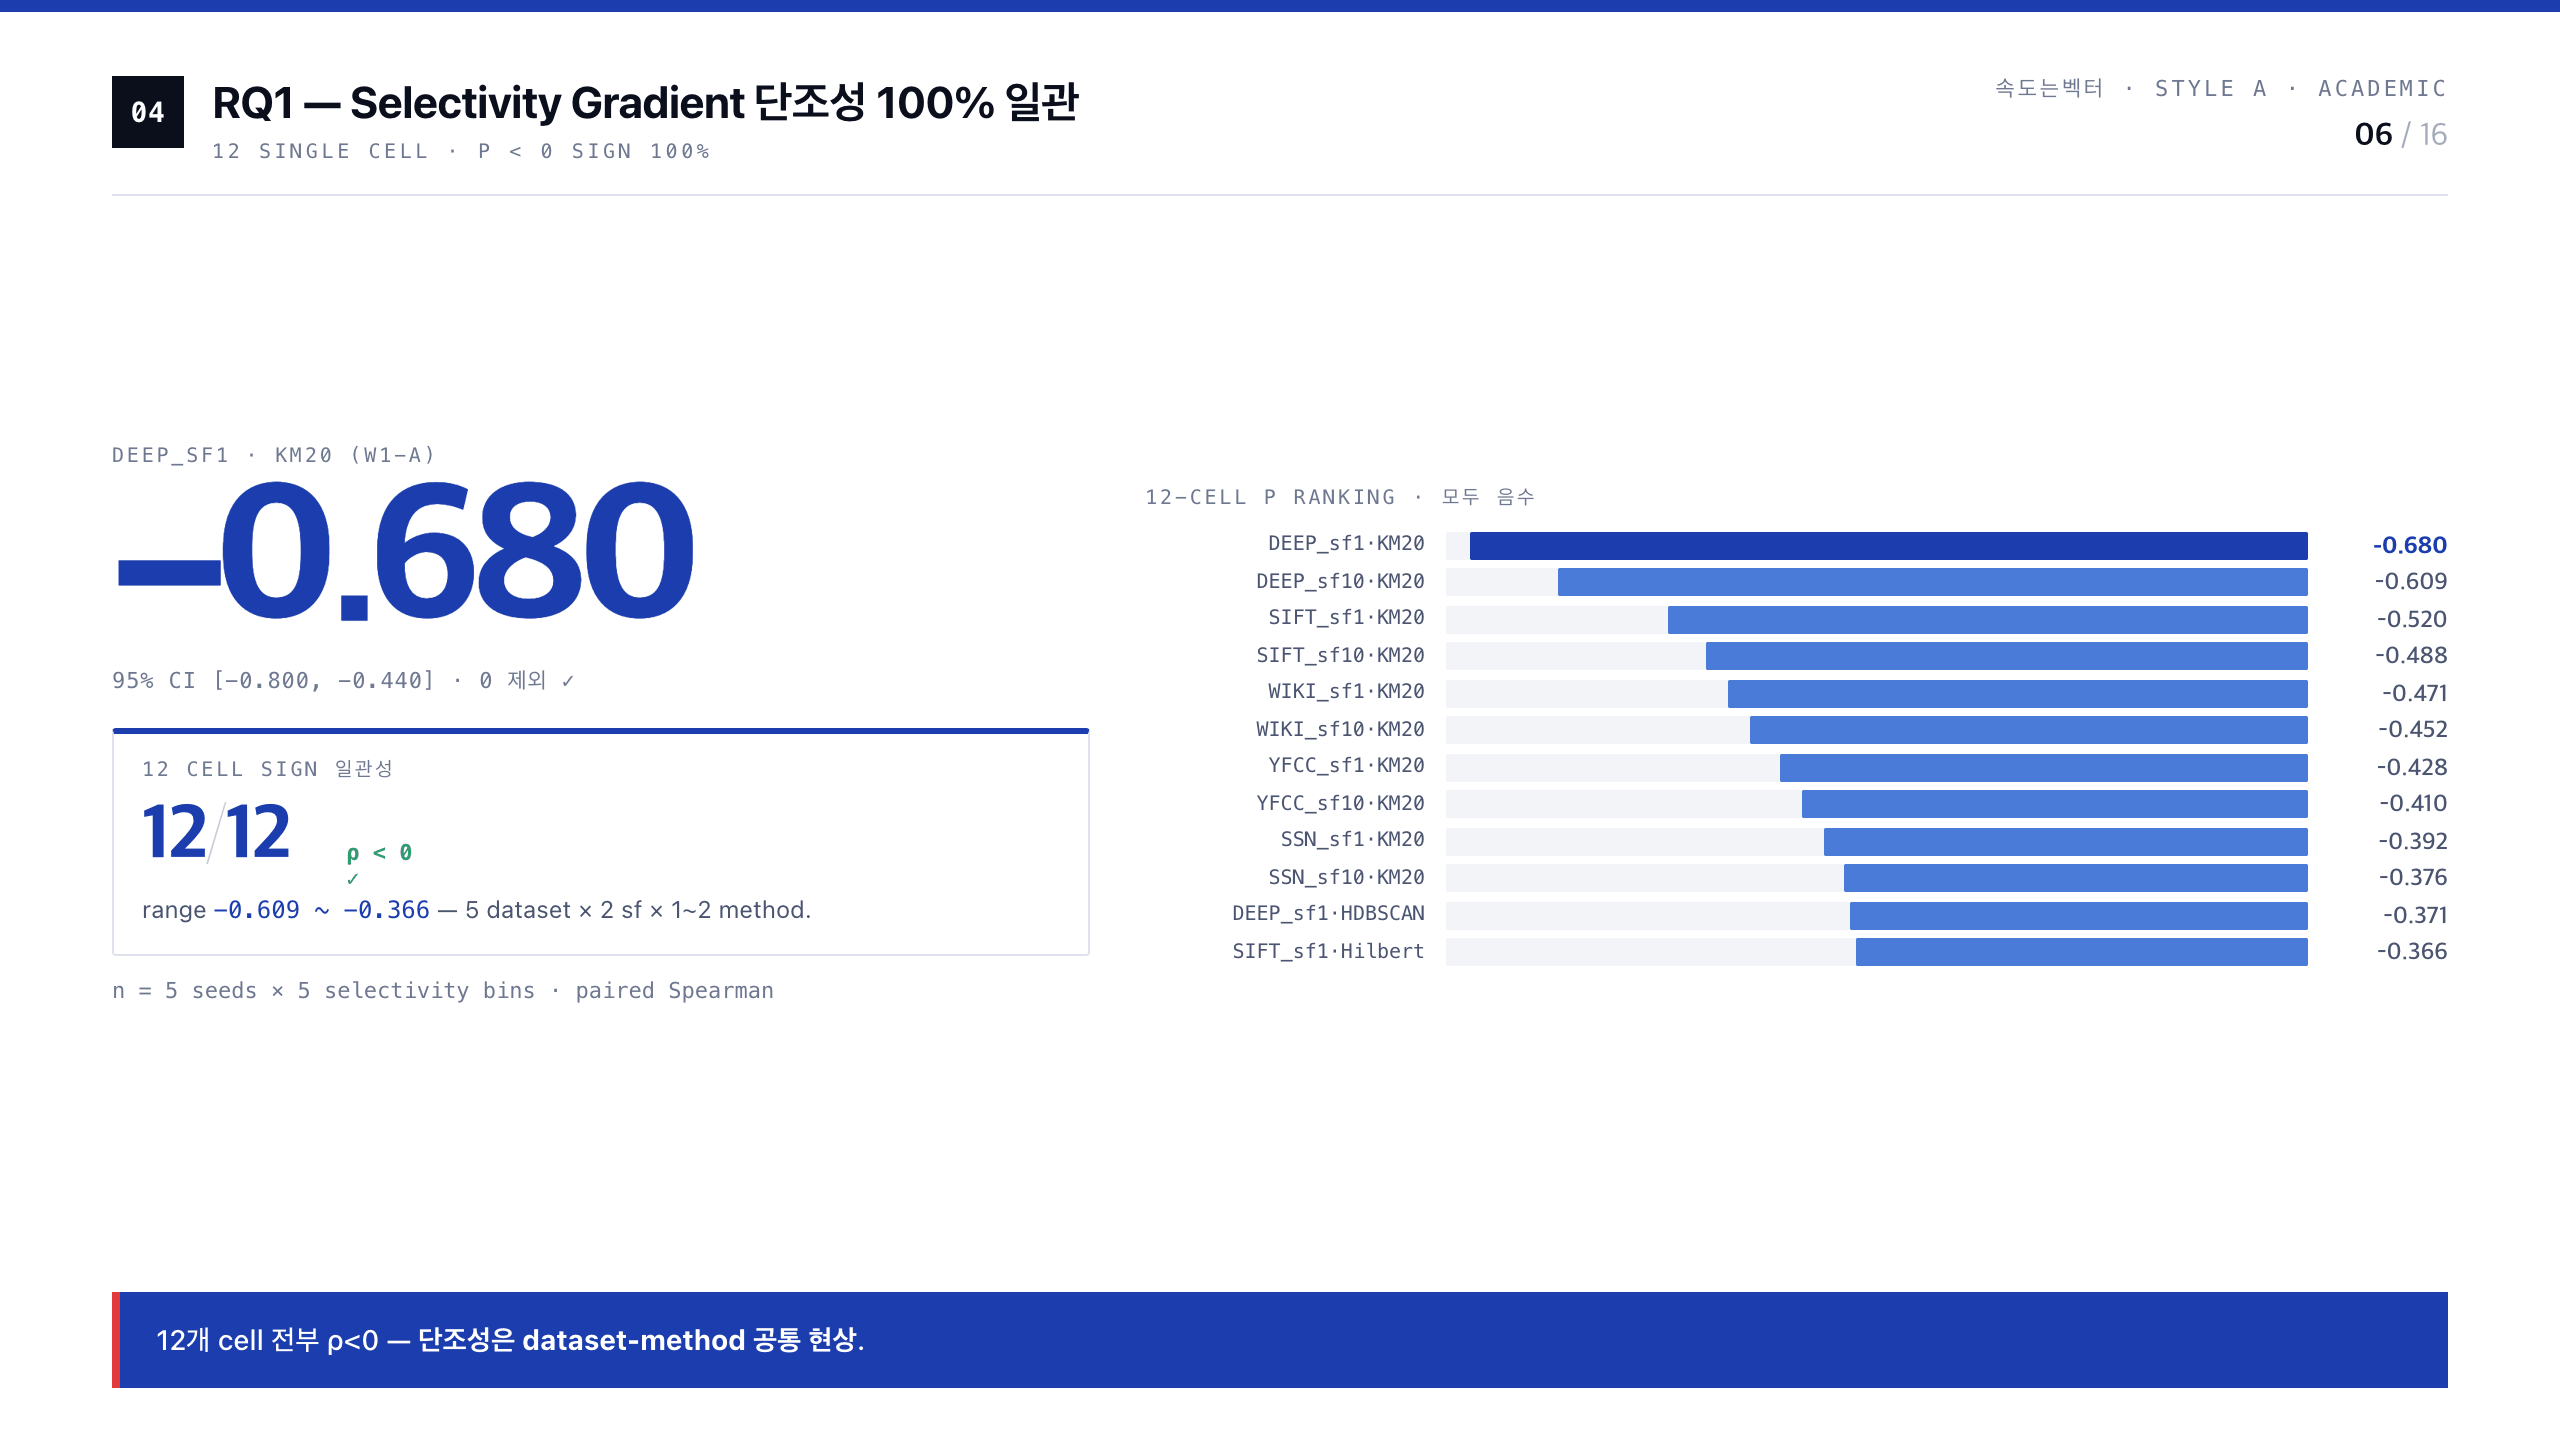 04
RQ1 — Selectivity Gradient 단조성 100% 일관
12 SINGLE CELL · P < 0 SIGN 100%
속도는벡터 · STYLE A · ACADEMIC
06 / 16
DEEP_SF1 · KM20 (W1–A)
–0.680
95% CI [–0.800, –0.440] · 0 제외 ✓
12 CELL SIGN 일관성
12/12
ρ < 0
✓
range –0.609 ~ –0.366 — 5 dataset × 2 sf × 1~2 method.
n = 5 seeds × 5 selectivity bins · paired Spearman
12–CELL P RANKING · 모두 음수
DEEP_sf1·KM20 -0.680
DEEP_sf10·KM20 -0.609
SIFT_sf1·KM20 -0.520
SIFT_sf10·KM20 -0.488
WIKI_sf1·KM20 -0.471
WIKI_sf10·KM20 -0.452
YFCC_sf1·KM20 -0.428
YFCC_sf10·KM20 -0.410
SSN_sf1·KM20 -0.392
SSN_sf10·KM20 -0.376
DEEP_sf1·HDBSCAN -0.371
SIFT_sf1·Hilbert -0.366
12개 cell 전부 ρ<0 — 단조성은 dataset-method 공통 현상.